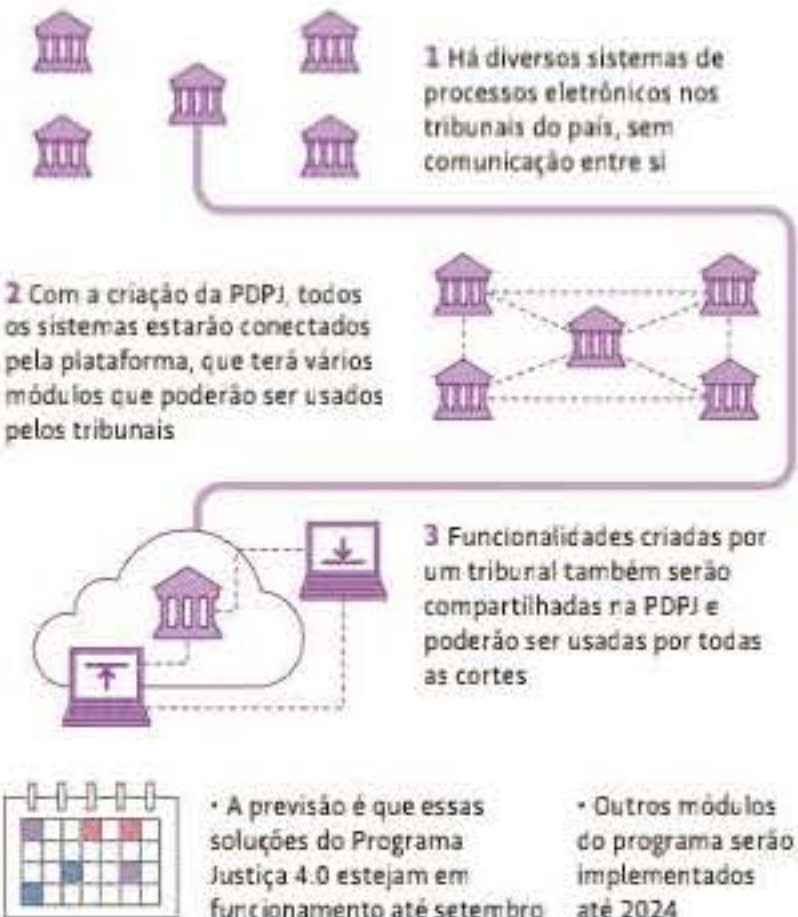 1 Há diversos sistemas de
processos eletrônicos nos
tribunais do país, sem
comunicação entre si
2 Com a criação da PDPJ, todos
os sistemas estarão conectados
pela plataforma, que terá vários
módulos que poderão ser usados
pelos tribunais
3 Funcionalidades criadas por
um tribunal também serão
compartilhadas na PDPJ e
poderão ser usadas por todas
as cortes
• A previsão é que essas
soluções do Programa
Justiça 4.0 estejam em
funcionamento até setembro
• Outros módulos
do programa serão
implementados
até 2024